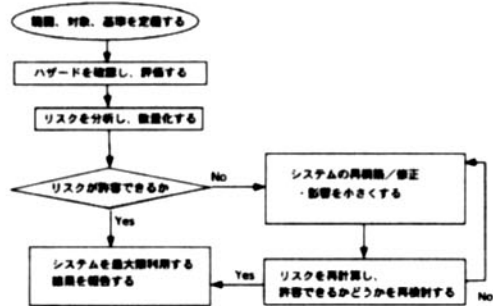 範囲、対象、基準を定義する
ハザードを確認し、評価する
リスクを分析し、数量化する
リスクが許容できるか
No
システムの再構築/修正
・影響を小さくする
Yes
システムを最大限利用する
結果を報告する
Yes
リスクを再計算し、
許容できるかどうかを再検討する
No